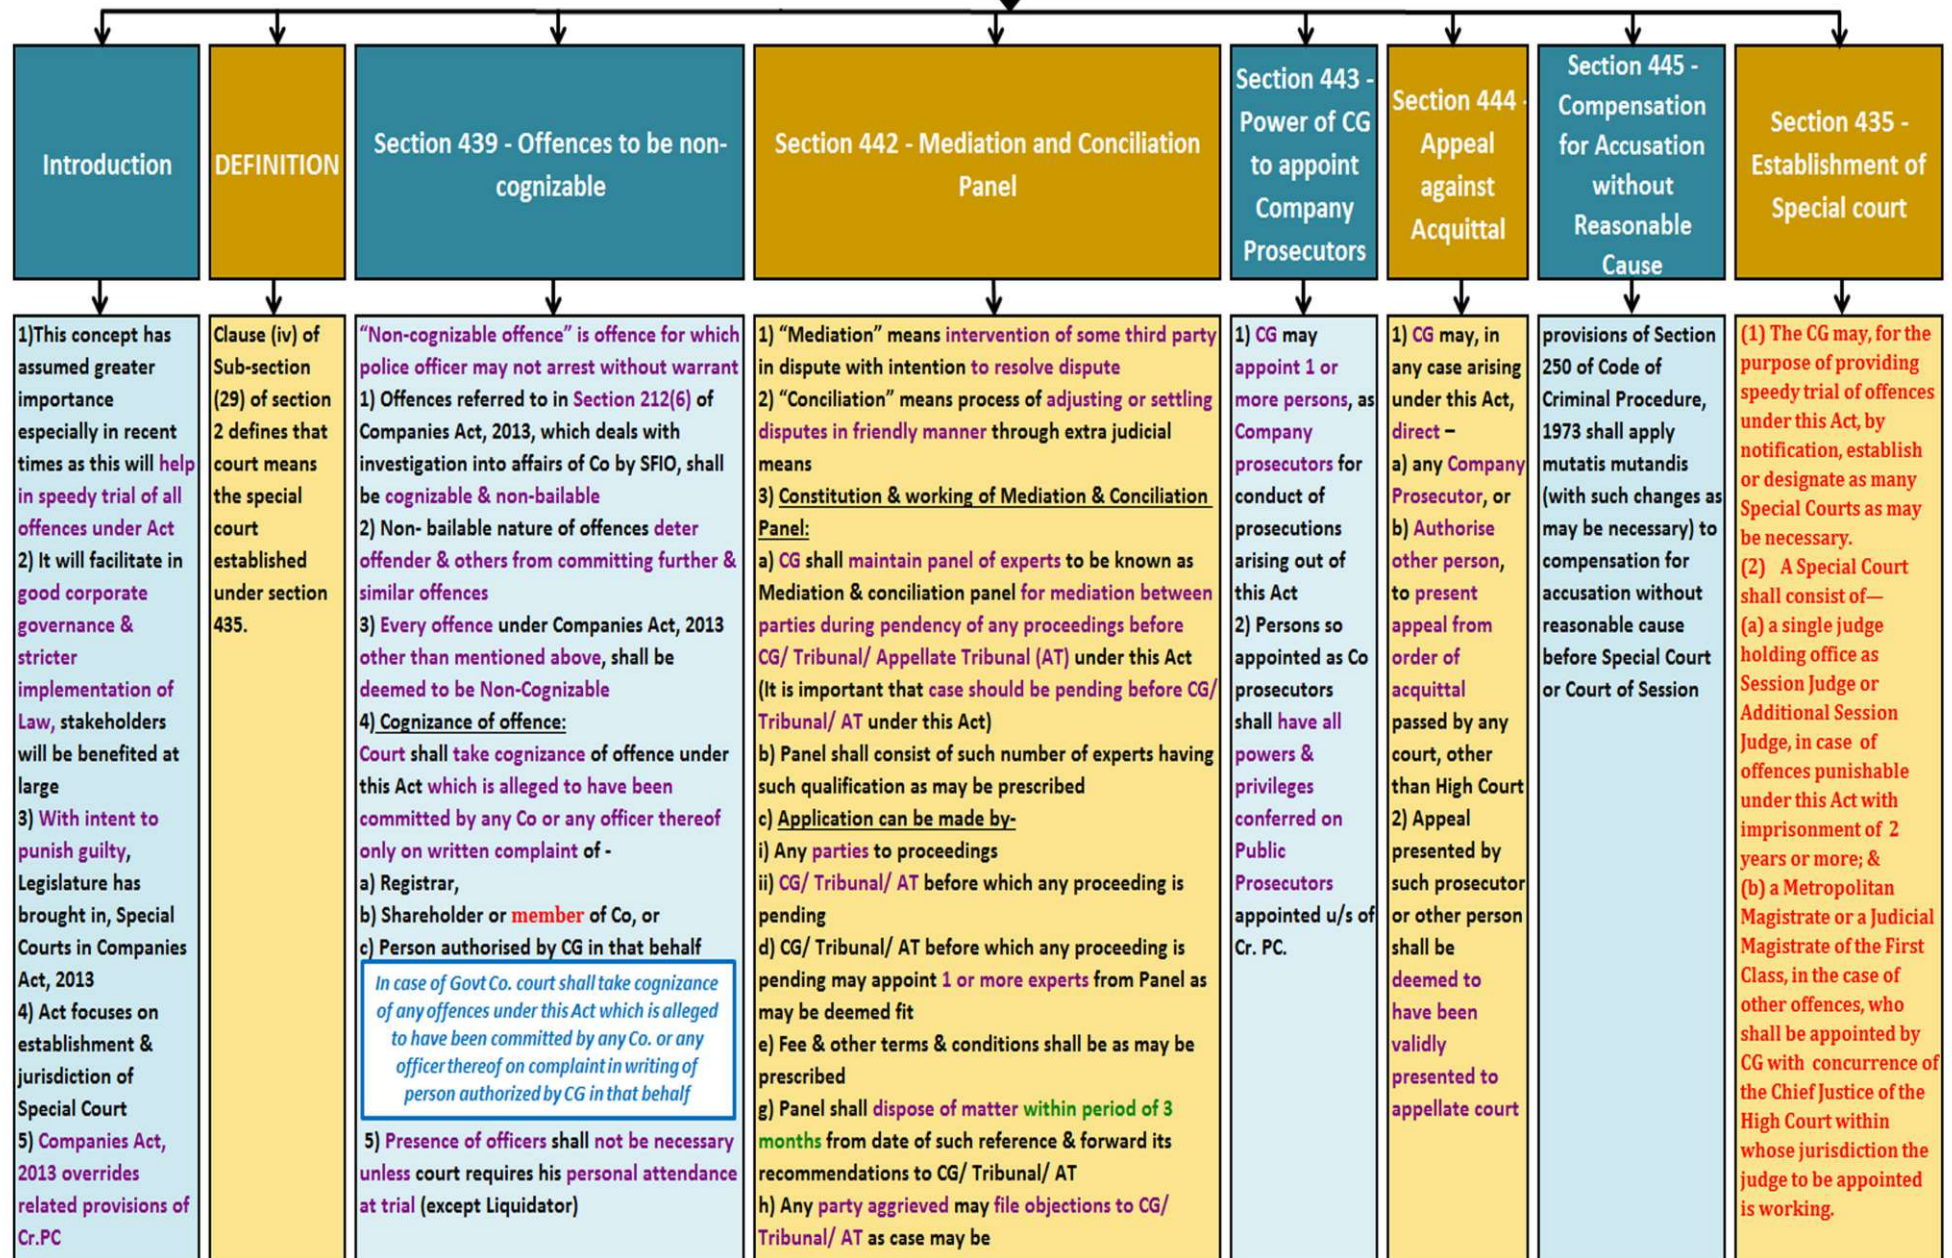 Introduction
1)This concept has
assumed greater
importance
especially in recent
times as this will help
in speedy trial of all
offences under Act
2) It will facilitate in
good corporate
governance &
stricter
implementation of
Law, stakeholders
will be benefited at
large
3) With intent to
punish guilty,
Legislature has
brought in, Special
Courts in Companies
Act, 2013
4) Act focuses on
establishment &
jurisdiction of
Special Court
5) Companies Act,
2013 overrides
related provisions of
Cr.PC
DEFINITION
Clause (iv) of
Sub-section
(29) of section
2 defines that
court means
the special
court
established
under section
435.
Section 439 - Offences to be non-
cognizable
“Non-cognizable offence” is offence for which
police officer may not arrest without warrant
1) Offences referred to in Section 212(6) of
Companies Act, 2013, which deals with
investigation into affairs of Co by SFIO, shall
be cognizable & non-bailable
2) Non- bailable nature of offences deter
offender & others from committing further &
similar offences
3) Every offence under Companies Act, 2013
other than mentioned above, shall be
deemed to be Non-Cognizable
4) Cognizance of offence:
Court shall take cognizance of offence under
this Act which is alleged to have been
committed by any Co or any officer thereof
only on written complaint of -
a) Registrar,
b) Shareholder or member of Co, or
c) Person authorised by CG in that behalf
In case of Govt Co. court shall take cognizance
of any offences under this Act which is alleged
to have been committed by any Co. or any
officer thereof on complaint in writing of
person authorized by CG in that behalf
5) Presence of officers shall not be necessary
unless court requires his personal attendance
at trial (except Liquidator)
Section 442 - Mediation and Conciliation
Panel
1) “Mediation” means intervention of some third party
in dispute with intention to resolve dispute
2) “Conciliation” means process of adjusting or settling
disputes in friendly manner through extra judicial
means
3) Constitution & working of Mediation & Conciliation
Panel:
a) CG shall maintain panel of experts to be known as
Mediation & conciliation panel for mediation between
parties during pendency of any proceedings before
CG/ Tribunal/ Appellate Tribunal (AT) under this Act
(It is important that case should be pending before CG/
Tribunal/ AT under this Act)
b) Panel shall consist of such number of experts having
such qualification as may be prescribed
c) Application can be made by-
i) Any parties to proceedings
ii) CG/ Tribunal/ AT before which any proceeding is
pending
d) CG/ Tribunal/ AT before which any proceeding is
pending may appoint 1 or more experts from Panel as
may be deemed fit
e) Fee & other terms & conditions shall be as may be
prescribed
g) Panel shall dispose of matter within period of 3
months from date of such reference & forward its
recommendations to CG/ Tribunal/ AT
h) Any party aggrieved may file objections to CG/
Tribunal/ AT as case may be
Section 443 -
Power of CG
to appoint
Company
Prosecutors
1) CG may
appoint 1 or
more persons, as
Company
prosecutors for
conduct of
prosecutions
arising out of
this Act
2) Persons so
appointed as Co
prosecutors
shall have all
powers &
privileges
conferred on
Public
Prosecutors
appointed u/s of
Cr. PC.
Section 444 -
Appeal
against
Acquittal
1) CG may, in
any case arising
under this Act,
direct –
a) any Company
Prosecutor, or
b) Authorise
other person,
to present
appeal from
order of
acquittal
passed by any
court, other
than High Court
2) Appeal
presented by
such prosecutor
or other person
shall be
deemed to
have been
validly
presented to
appellate court
Section 445 -
Compensation
for Accusation
without
Reasonable
Cause
provisions of Section
250 of Code of
Criminal Procedure,
1973 shall apply
mutatis mutandis
(with such changes as
may be necessary) to
compensation for
accusation without
reasonable cause
before Special Court
or Court of Session
Section 435 -
Establishment of
Special court
(1) The CG may, for the
purpose of providing
speedy trial of offences
under this Act, by
notification, establish
or designate as many
Special Courts as may
be necessary.
(2) A Special Court
shall consist of—
(a) a single judge
holding office as
Session Judge or
Additional Session
Judge, in case of
offences punishable
under this Act with
imprisonment of 2
years or more; &
(b) a Metropolitan
Magistrate or a Judicial
Magistrate of the First
Class, in the case of
other offences, who
shall be appointed by
CG with concurrence of
the Chief Justice of the
High Court within
whose jurisdiction the
judge to be appointed
is working.